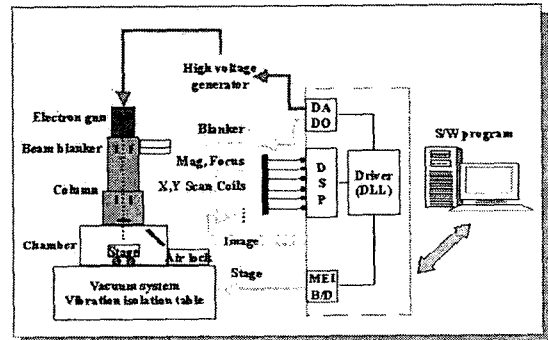 High voltage
generator
Electron gun
Beam blanker
Column
Chamber
Stage
Air lock
Vacuum system
Vibration isolation table
Blanker
Mag, Focus
X,Y Scan Coils
Image
Stage
DA
DO
D
S
P
MEI
B/D
Driver
(DLL)
S/W program